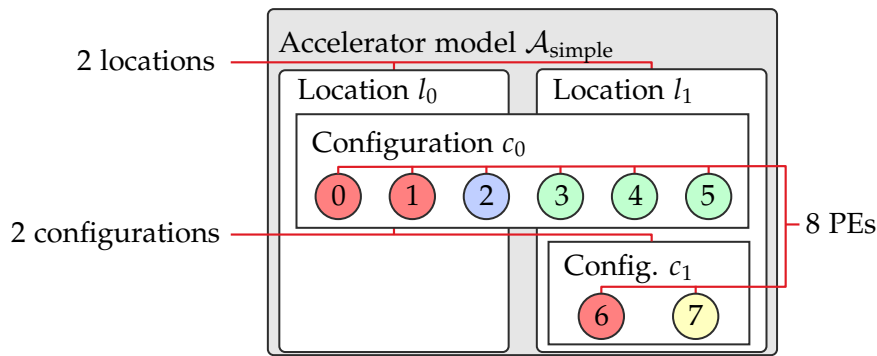 Accelerator model 𝒜simple
2 locations
Location l0
Location l1
Configuration c0
0 1 2 3 4 5
8 PEs
2 configurations
Config. c1
6 7